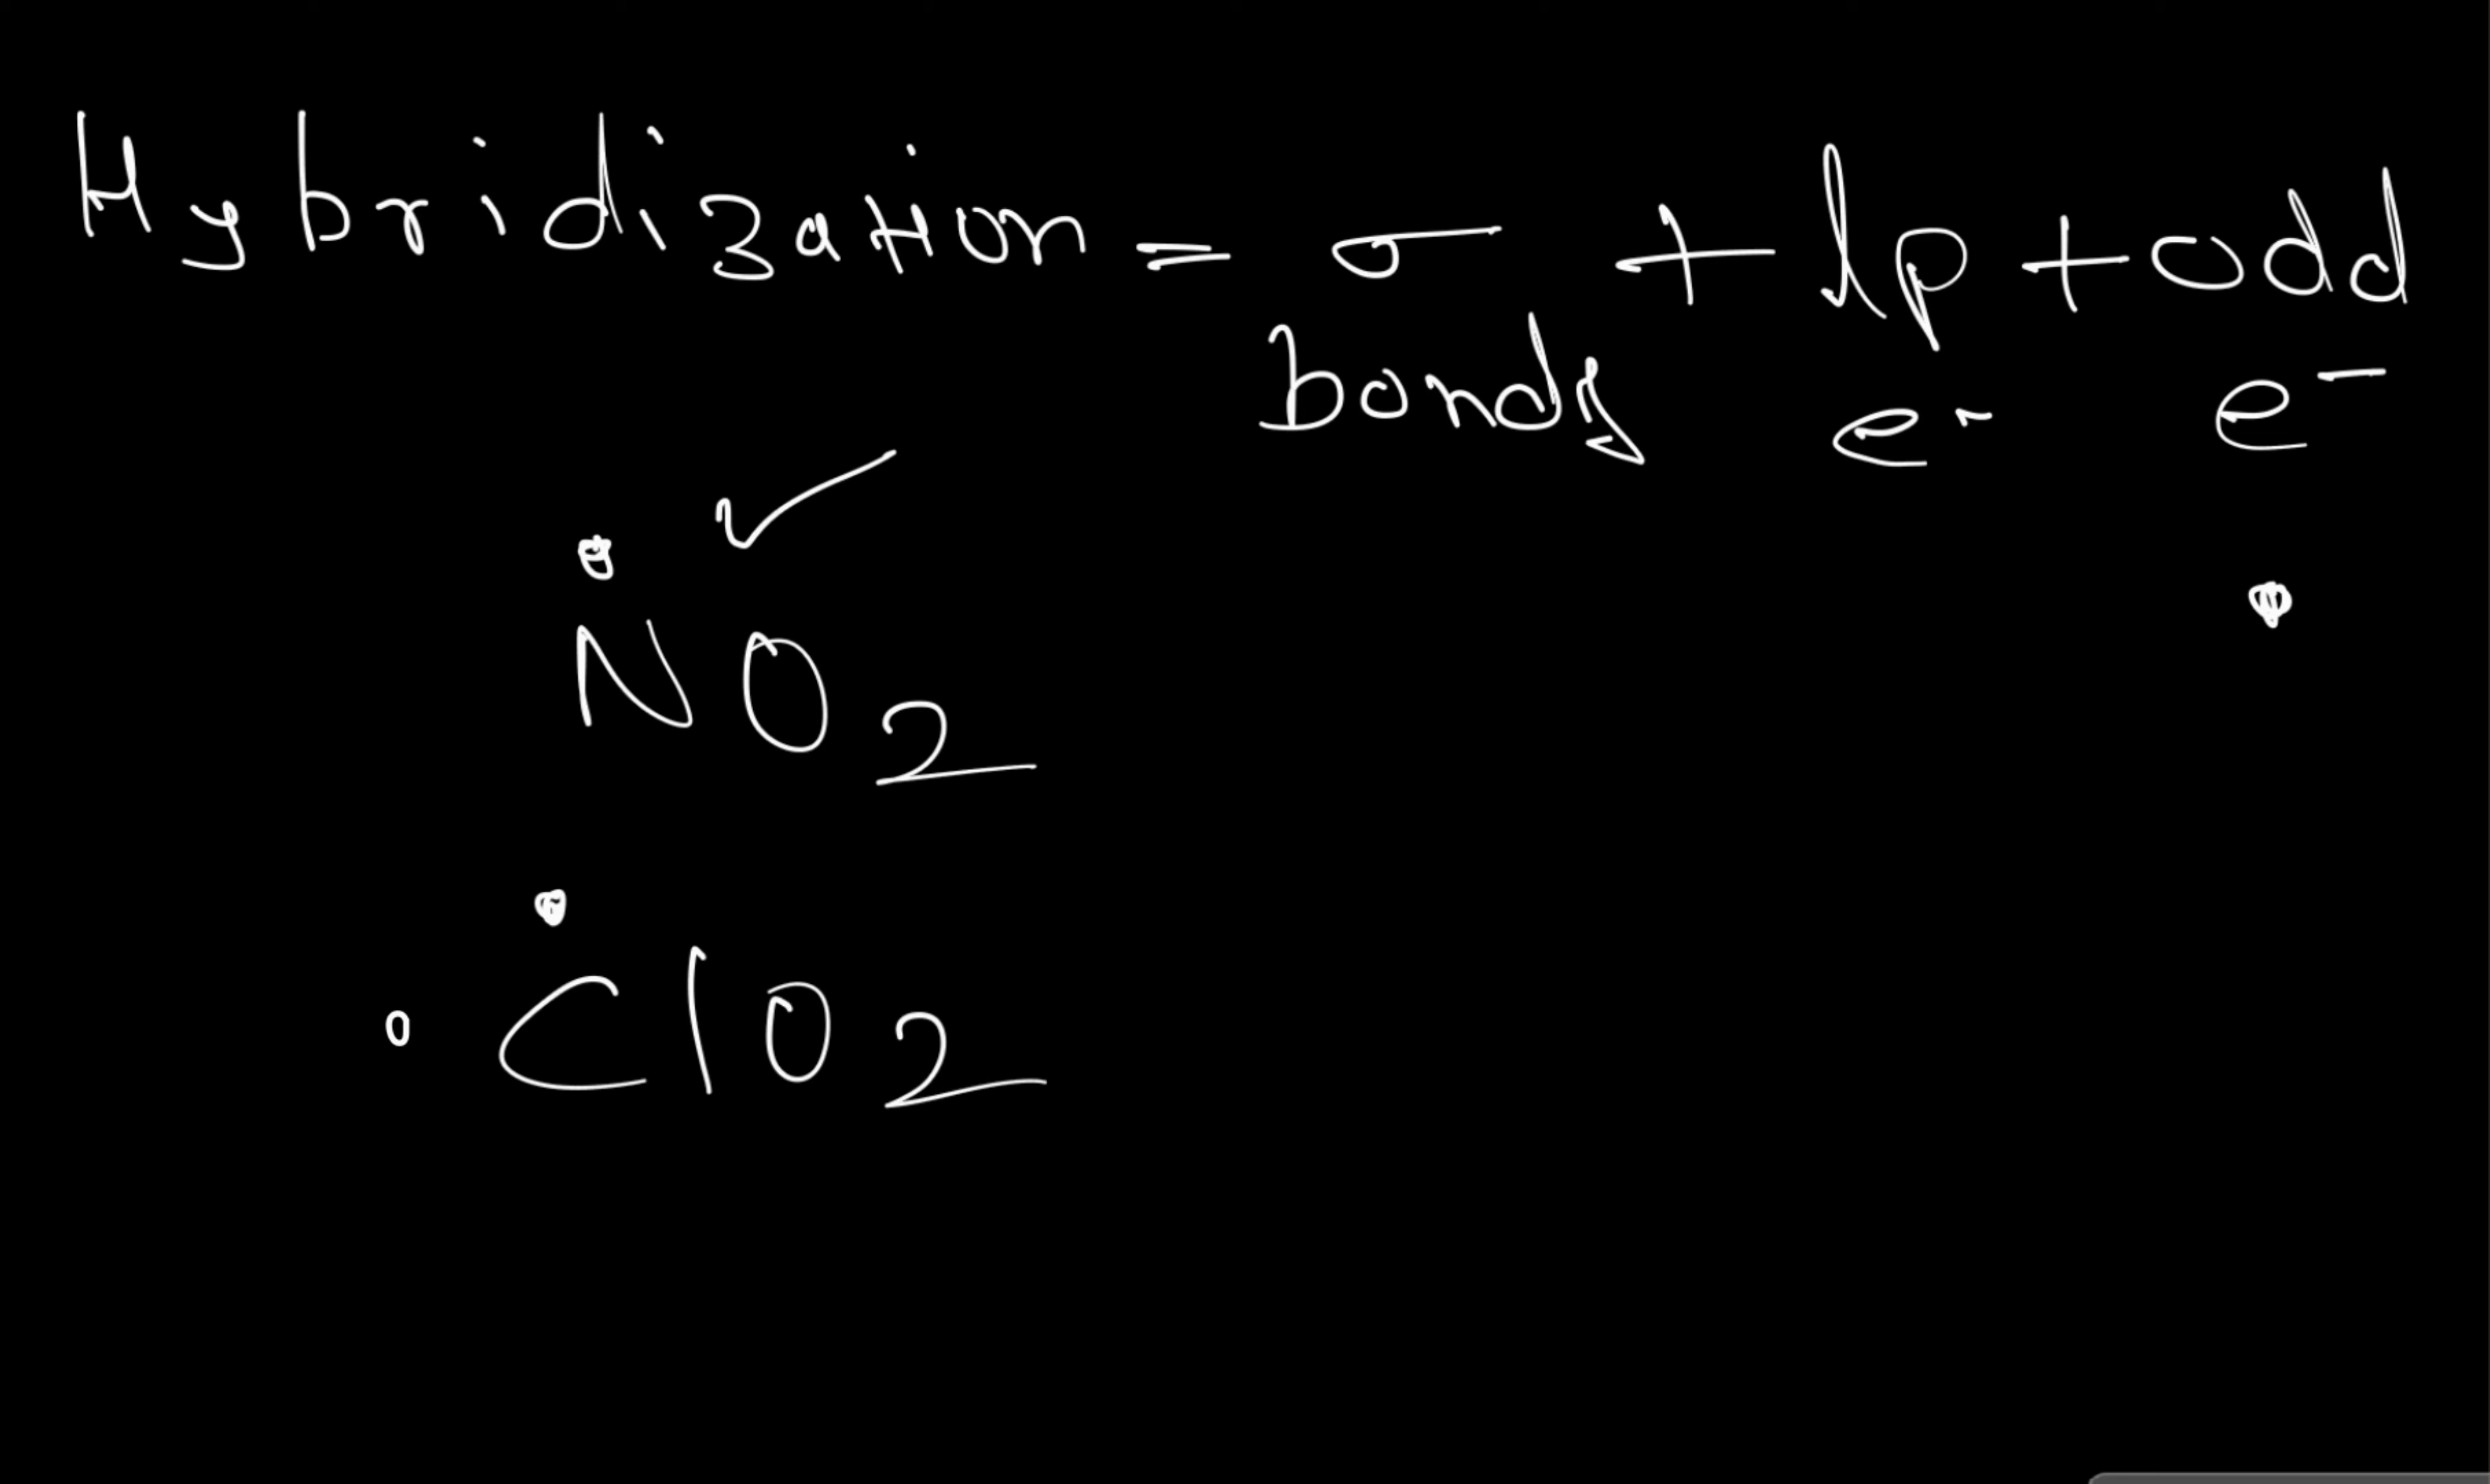 Hybridization = σ + lp + odd
bonds e⁻ e⁻
NO₂
ClO₂